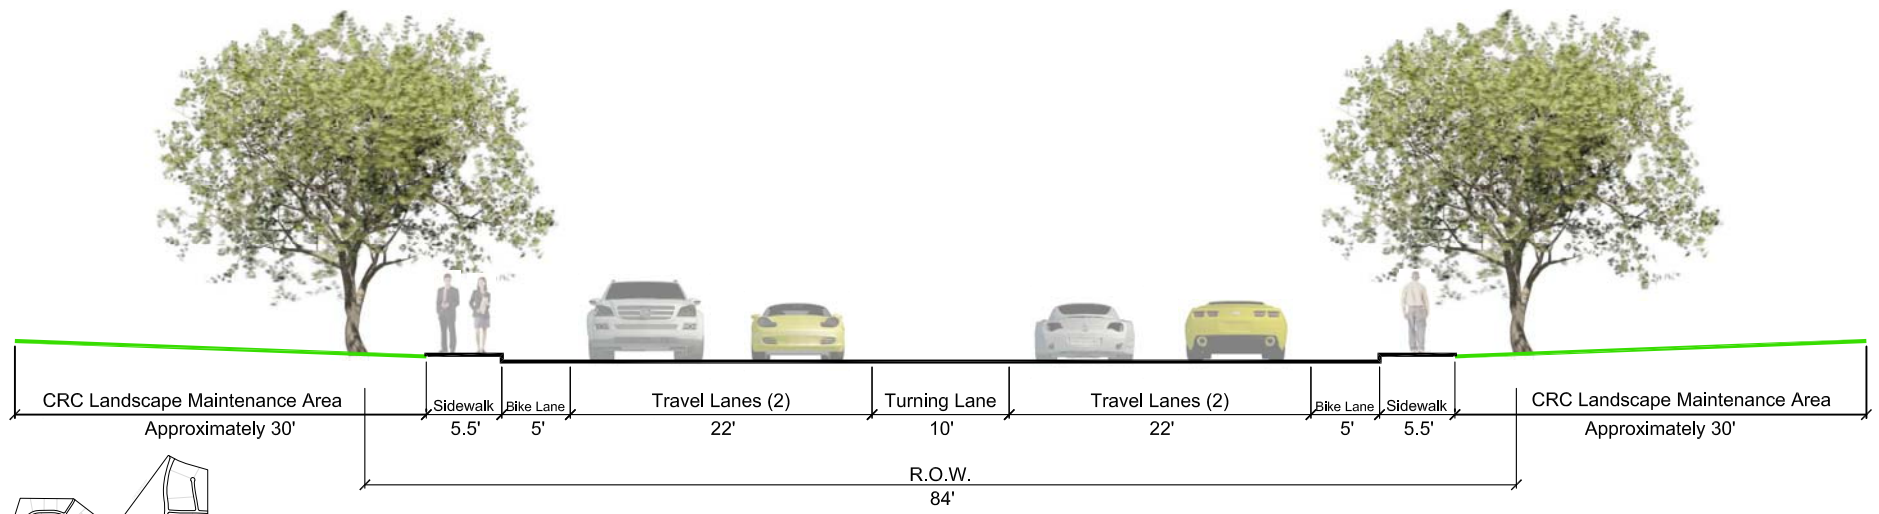 CRC Landscape Maintenance Area
Approximately 30'
Sidewalk
5.5'
Bike Lane
5'
Travel Lanes (2)
22'
Turning Lane
10'
Travel Lanes (2)
22'
Bike Lane
5'
Sidewalk
5.5'
CRC Landscape Maintenance Area
Approximately 30'
R.O.W.
84'